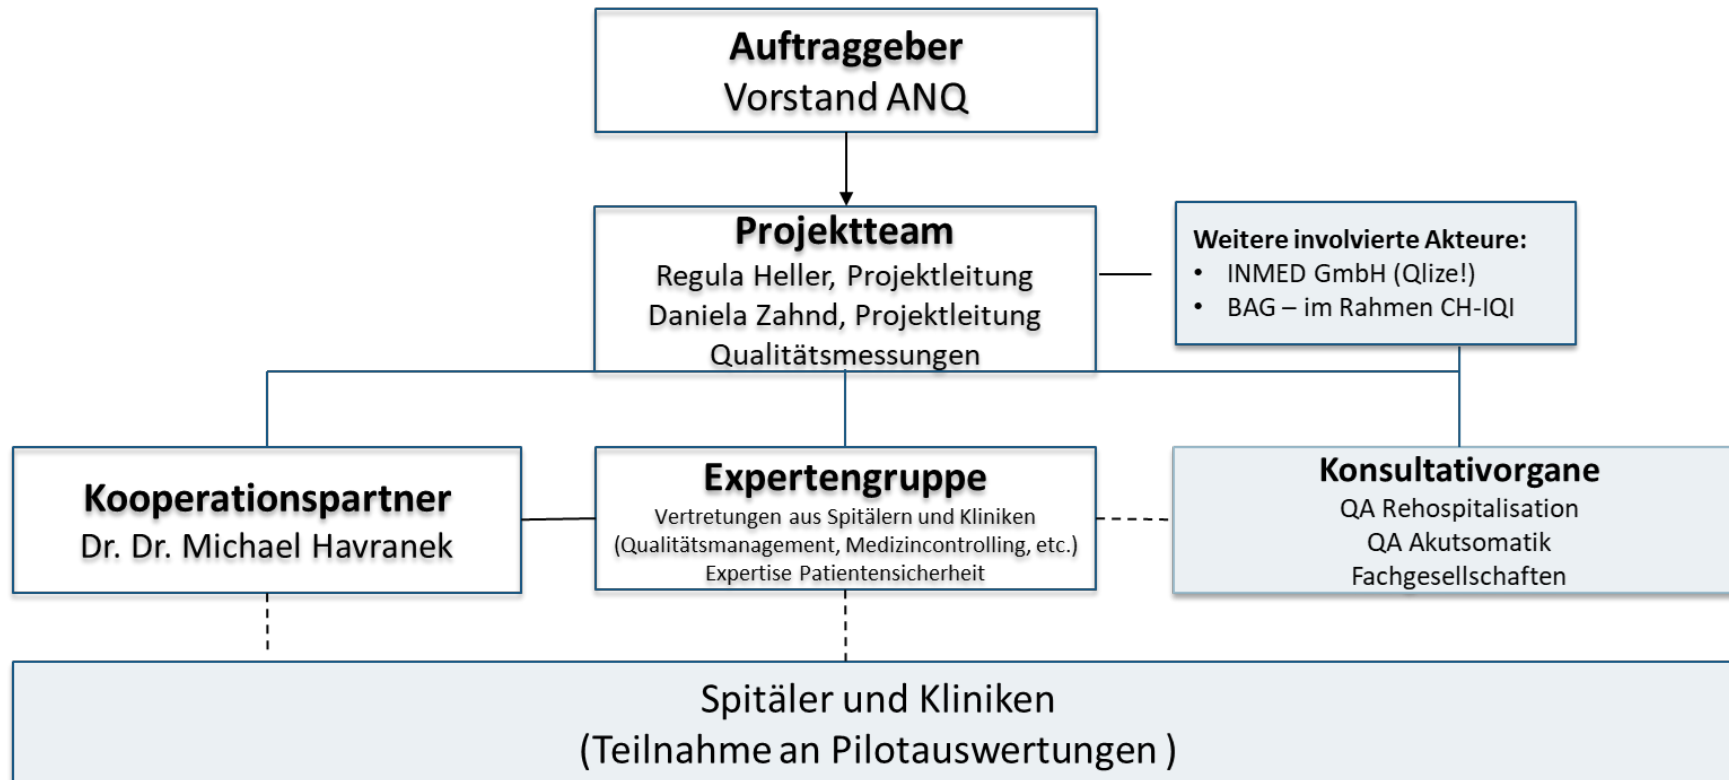 Auftraggeber
Vorstand ANQ
Projektteam
Regula Heller, Projektleitung
Daniela Zahnd, Projektleitung
Qualitätsmessungen
Weitere involvierte Akteure:
• INMED GmbH (Qlize!)
• BAG – im Rahmen CH-IQI
Kooperationspartner
Dr. Dr. Michael Havranek
Expertengruppe
Vertretungen aus Spitälern und Kliniken
(Qualitätsmanagement, Medizincontrolling, etc.)
Expertise Patientensicherheit
Konsultativorgane
QA Rehospitalisation
QA Akutsomatik
Fachgesellschaften
Spitäler und Kliniken
(Teilnahme an Pilotauswertungen )